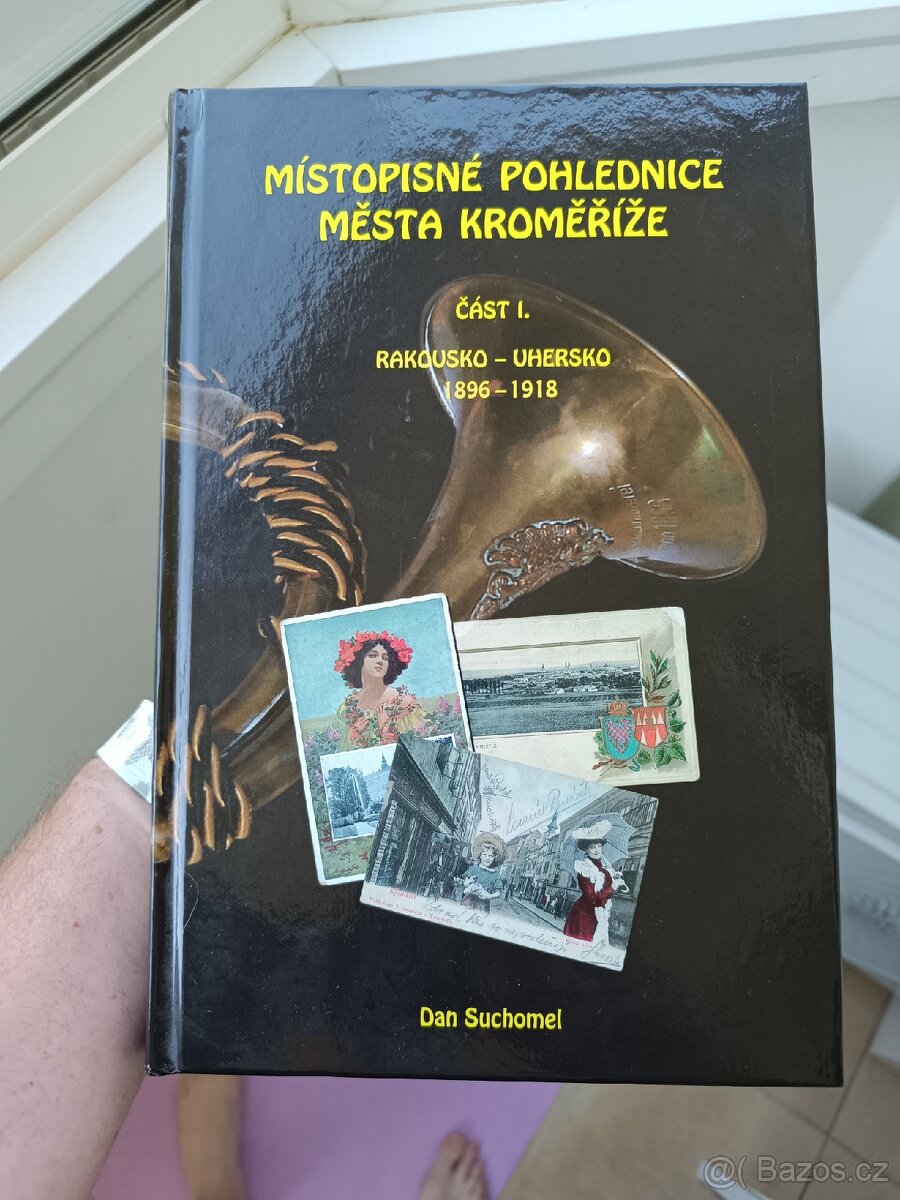 MÍSTOPISNÉ POHLEDNICE
MĚSTA KROMĚŘÍŽE
ČÁST I.
RAKOUSKO – UHERSKO
1896 – 1918
Dan Suchomel
@( Bazos.cz